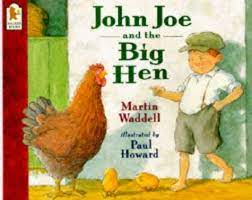 John Joe
and the
Big
Hen
Martin
Waddell
illustrated by
Paul
Howard